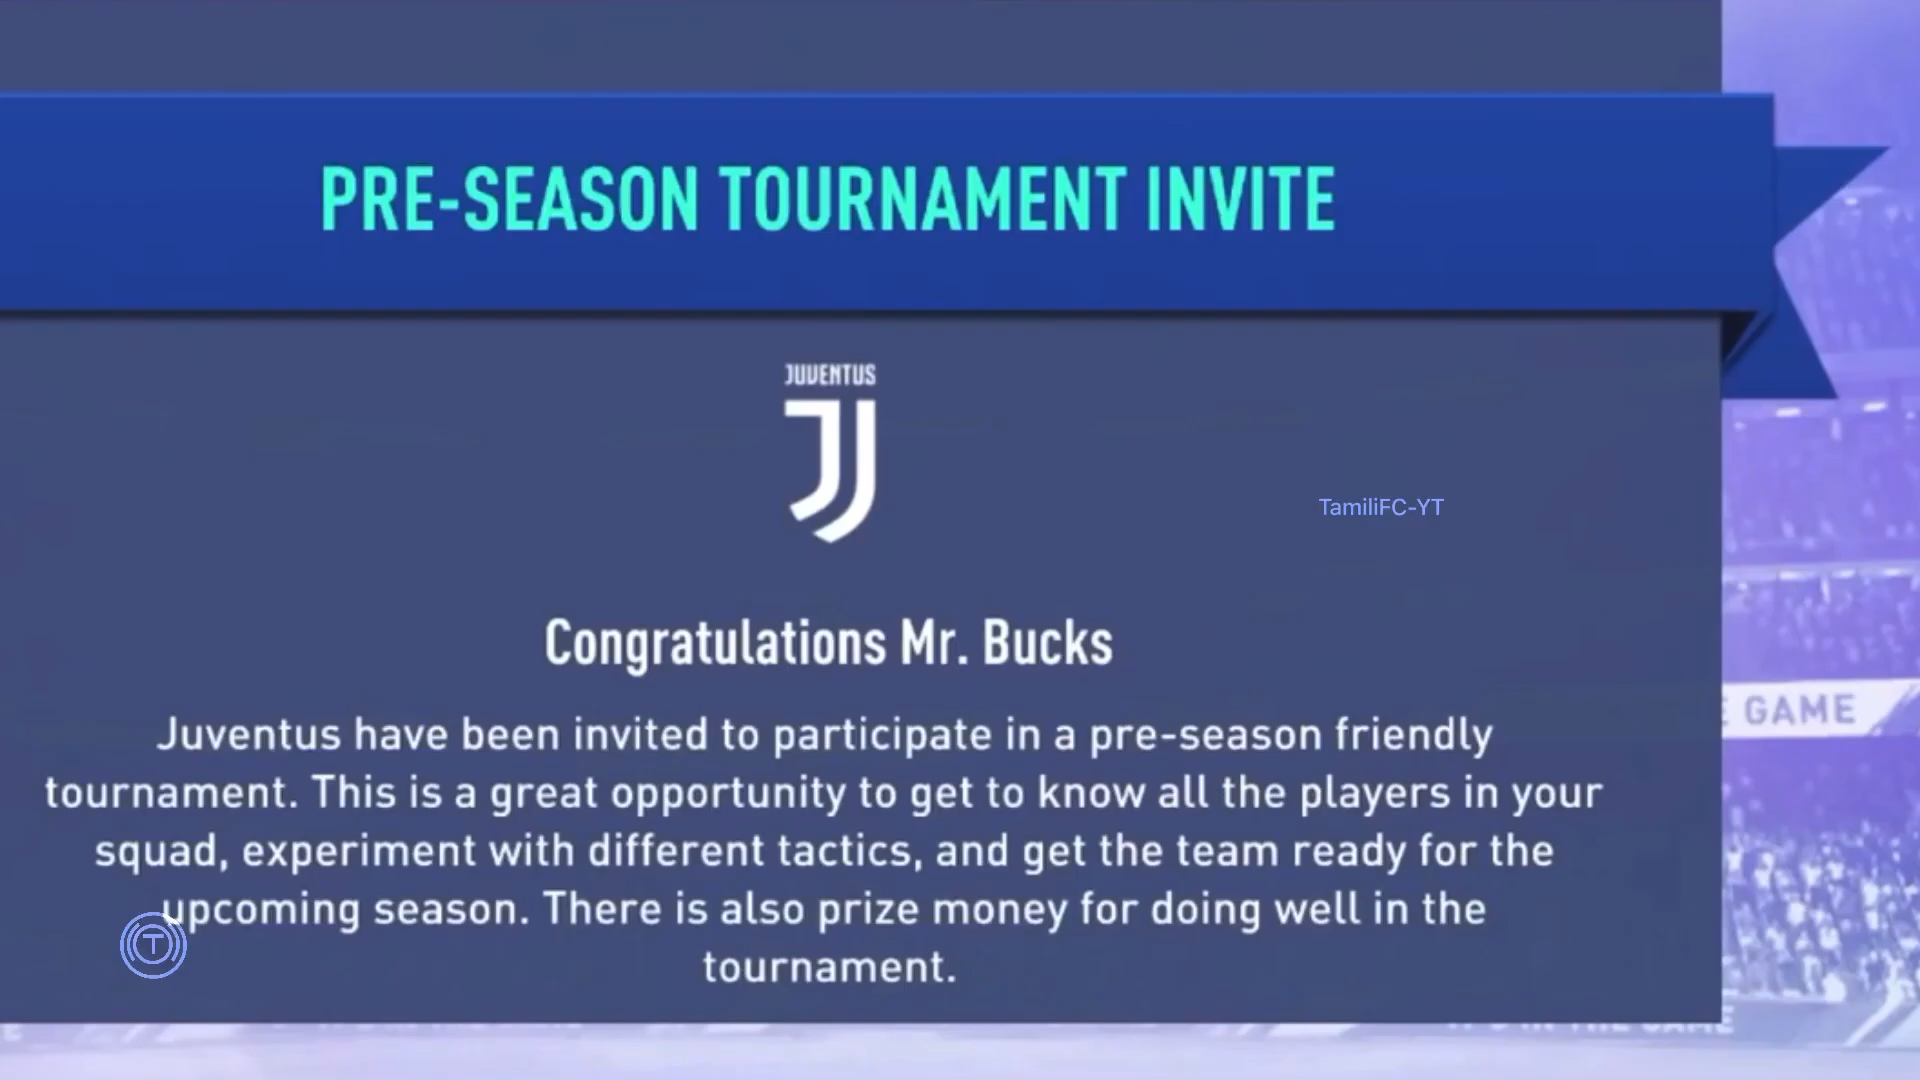 PRE-SEASON TOURNAMENT INVITE
JUVENTUS
TamiliFC-YT
Congratulations Mr. Bucks
Juventus have been invited to participate in a pre-season friendly
tournament. This is a great opportunity to get to know all the players in your
squad, experiment with different tactics, and get the team ready for the
upcoming season. There is also prize money for doing well in the
tournament.
GAME
T
IN THE GAME